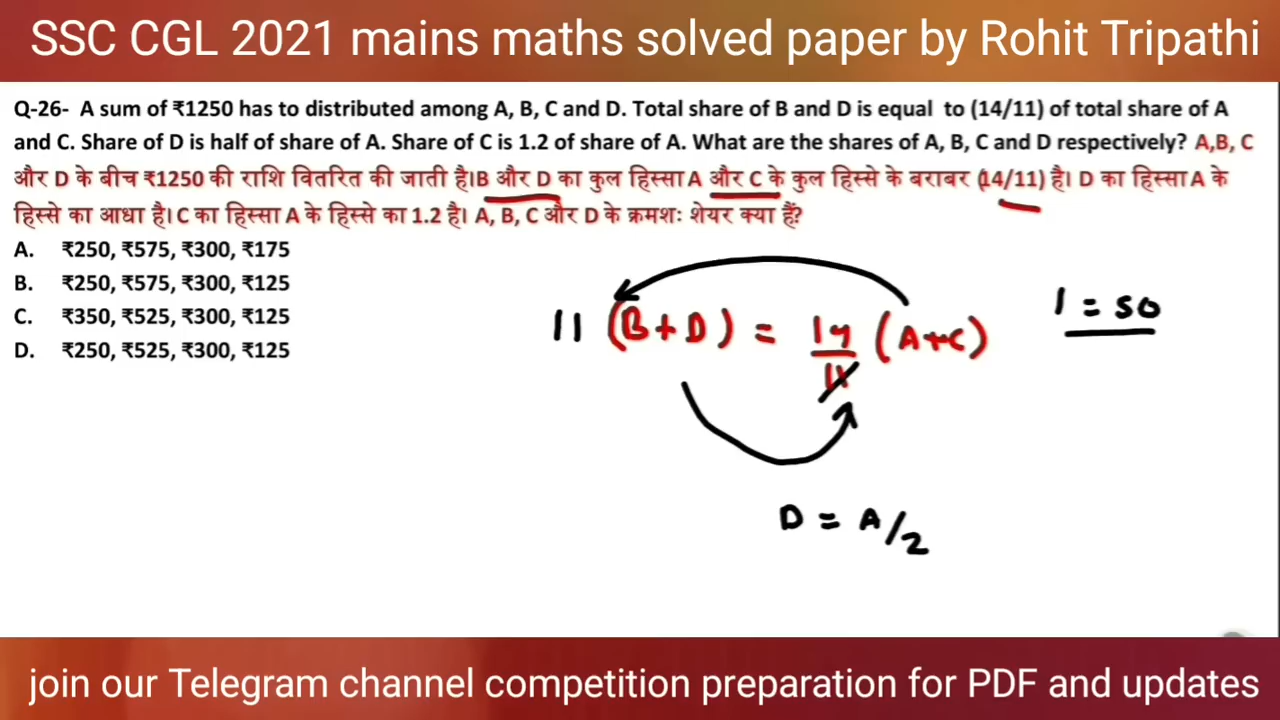 SSC CGL 2021 mains maths solved paper by Rohit Tripathi
Q-26- A sum of ₹1250 has to distributed among A, B, C and D. Total share of B and D is equal to (14/11) of total share of A
and C. Share of D is half of share of A. Share of C is 1.2 of share of A. What are the shares of A, B, C and D respectively? A,B, C
और D के बीच ₹1250 की राशि वितरित की जाती है।B और D का कुल हिस्सा A और C के कुल हिस्से के बराबर (14/11) है। D का हिस्सा A के
हिस्से का आधा है। C का हिस्सा A के हिस्से का 1.2 है। A, B, C और D के क्रमशः शेयर क्या हैं?
A. ₹250, ₹575, ₹300, ₹175
B. ₹250, ₹575, ₹300, ₹125
C. ₹350, ₹525, ₹300, ₹125
D. ₹250, ₹525, ₹300, ₹125
1 = 50
11 (B+D) = 14/11 (A+C)
D = A/2
join our Telegram channel competition preparation for PDF and updates